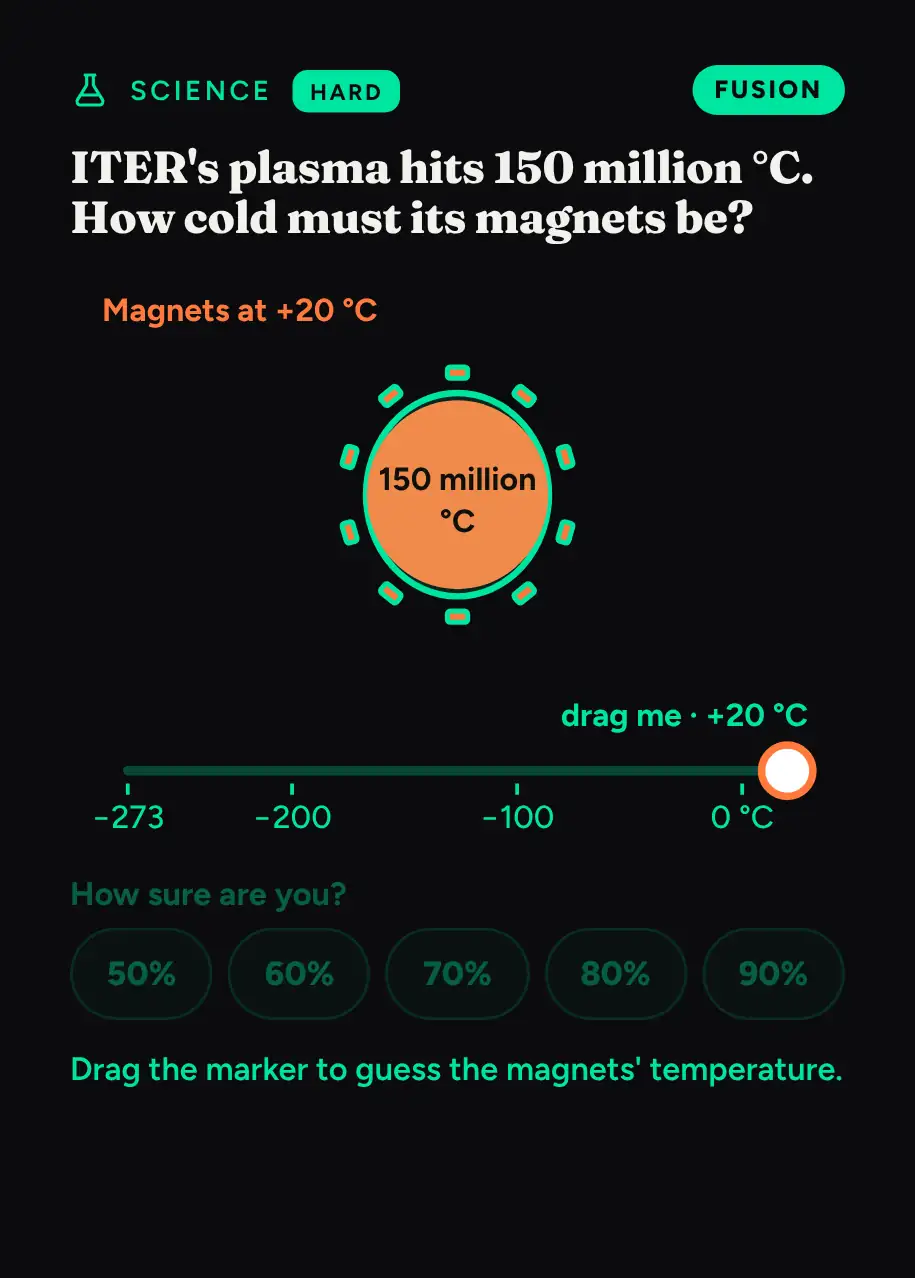 SCIENCE HARD FUSION
ITER's plasma hits 150 million °C.
How cold must its magnets be?
Magnets at +20 °C
150 million
°C
drag me · +20 °C
−273 −200 −100 0 °C
How sure are you?
50% 60% 70% 80% 90%
Drag the marker to guess the magnets' temperature.